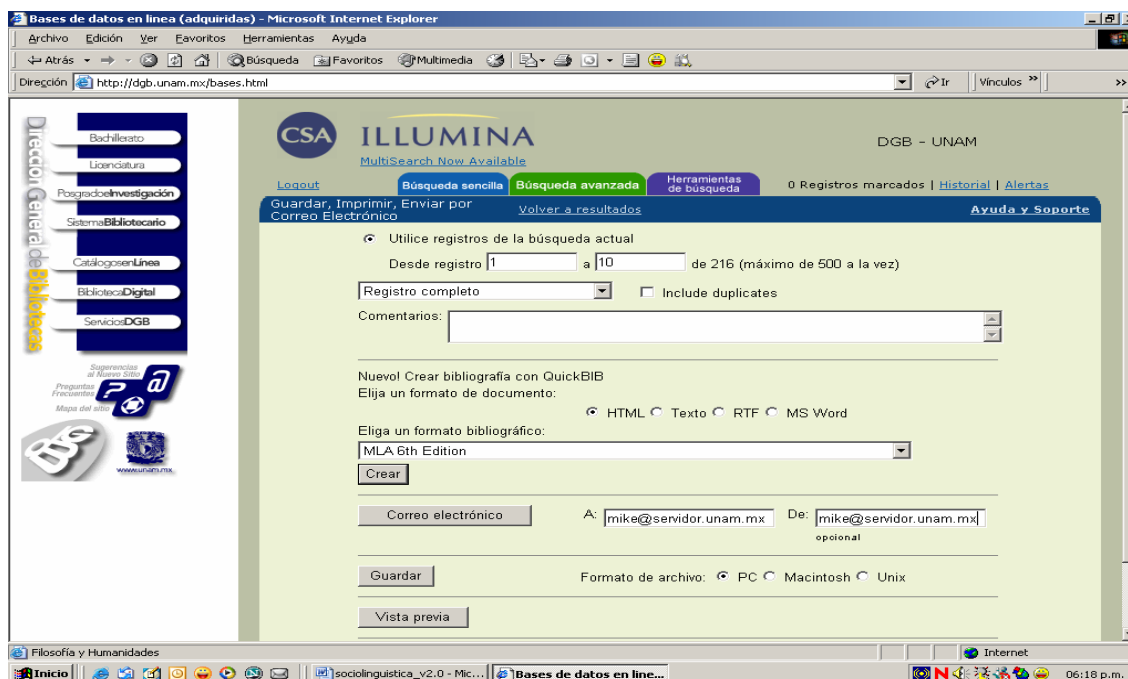 Bases de datos en linea (adquiridas) - Microsoft Internet Explorer
Archivo Edición Ver Favoritos Herramientas Ayuda
Atrás Búsqueda Favoritos Multimedia
Dirección http://dgb.unam.mx/bases.html Ir Vínculos »
Dirección General de Bibliotecas
Bachillerato
Licenciatura
PosgradoeInvestigación
SistemaBibliotecario
CatálogosenLínea
BibliotecaDigital
ServiciosDGB
Sugerencias
al Nuevo Sitio
Preguntas
Frecuentes
Mapa del sitio
www.unam.mx
CSA ILLUMINA
DGB - UNAM
MultiSearch Now Available
Logout Búsqueda sencilla Búsqueda avanzada Herramientas de búsqueda 0 Registros marcados | Historial | Alertas
Guardar, Imprimir, Enviar por
Correo Electrónico
Volver a resultados Ayuda y Soporte
Utilice registros de la búsqueda actual
Desde registro 1 a 10 de 216 (máximo de 500 a la vez)
Registro completo Include duplicates
Comentarios:
Nuevo! Crear bibliografía con QuickBIB
Elija un formato de documento:
HTML Texto RTF MS Word
Eliga un formato bibliográfico:
MLA 6th Edition
Crear
Correo electrónico A: mike@servidor.unam.mx De: mike@servidor.unam.mx
opcional
Guardar Formato de archivo: PC Macintosh Unix
Vista previa
Filosofía y Humanidades Internet
Inicio sociolinguistica_v2.0 - Mic... Bases de datos en line... 06:18 p.m.